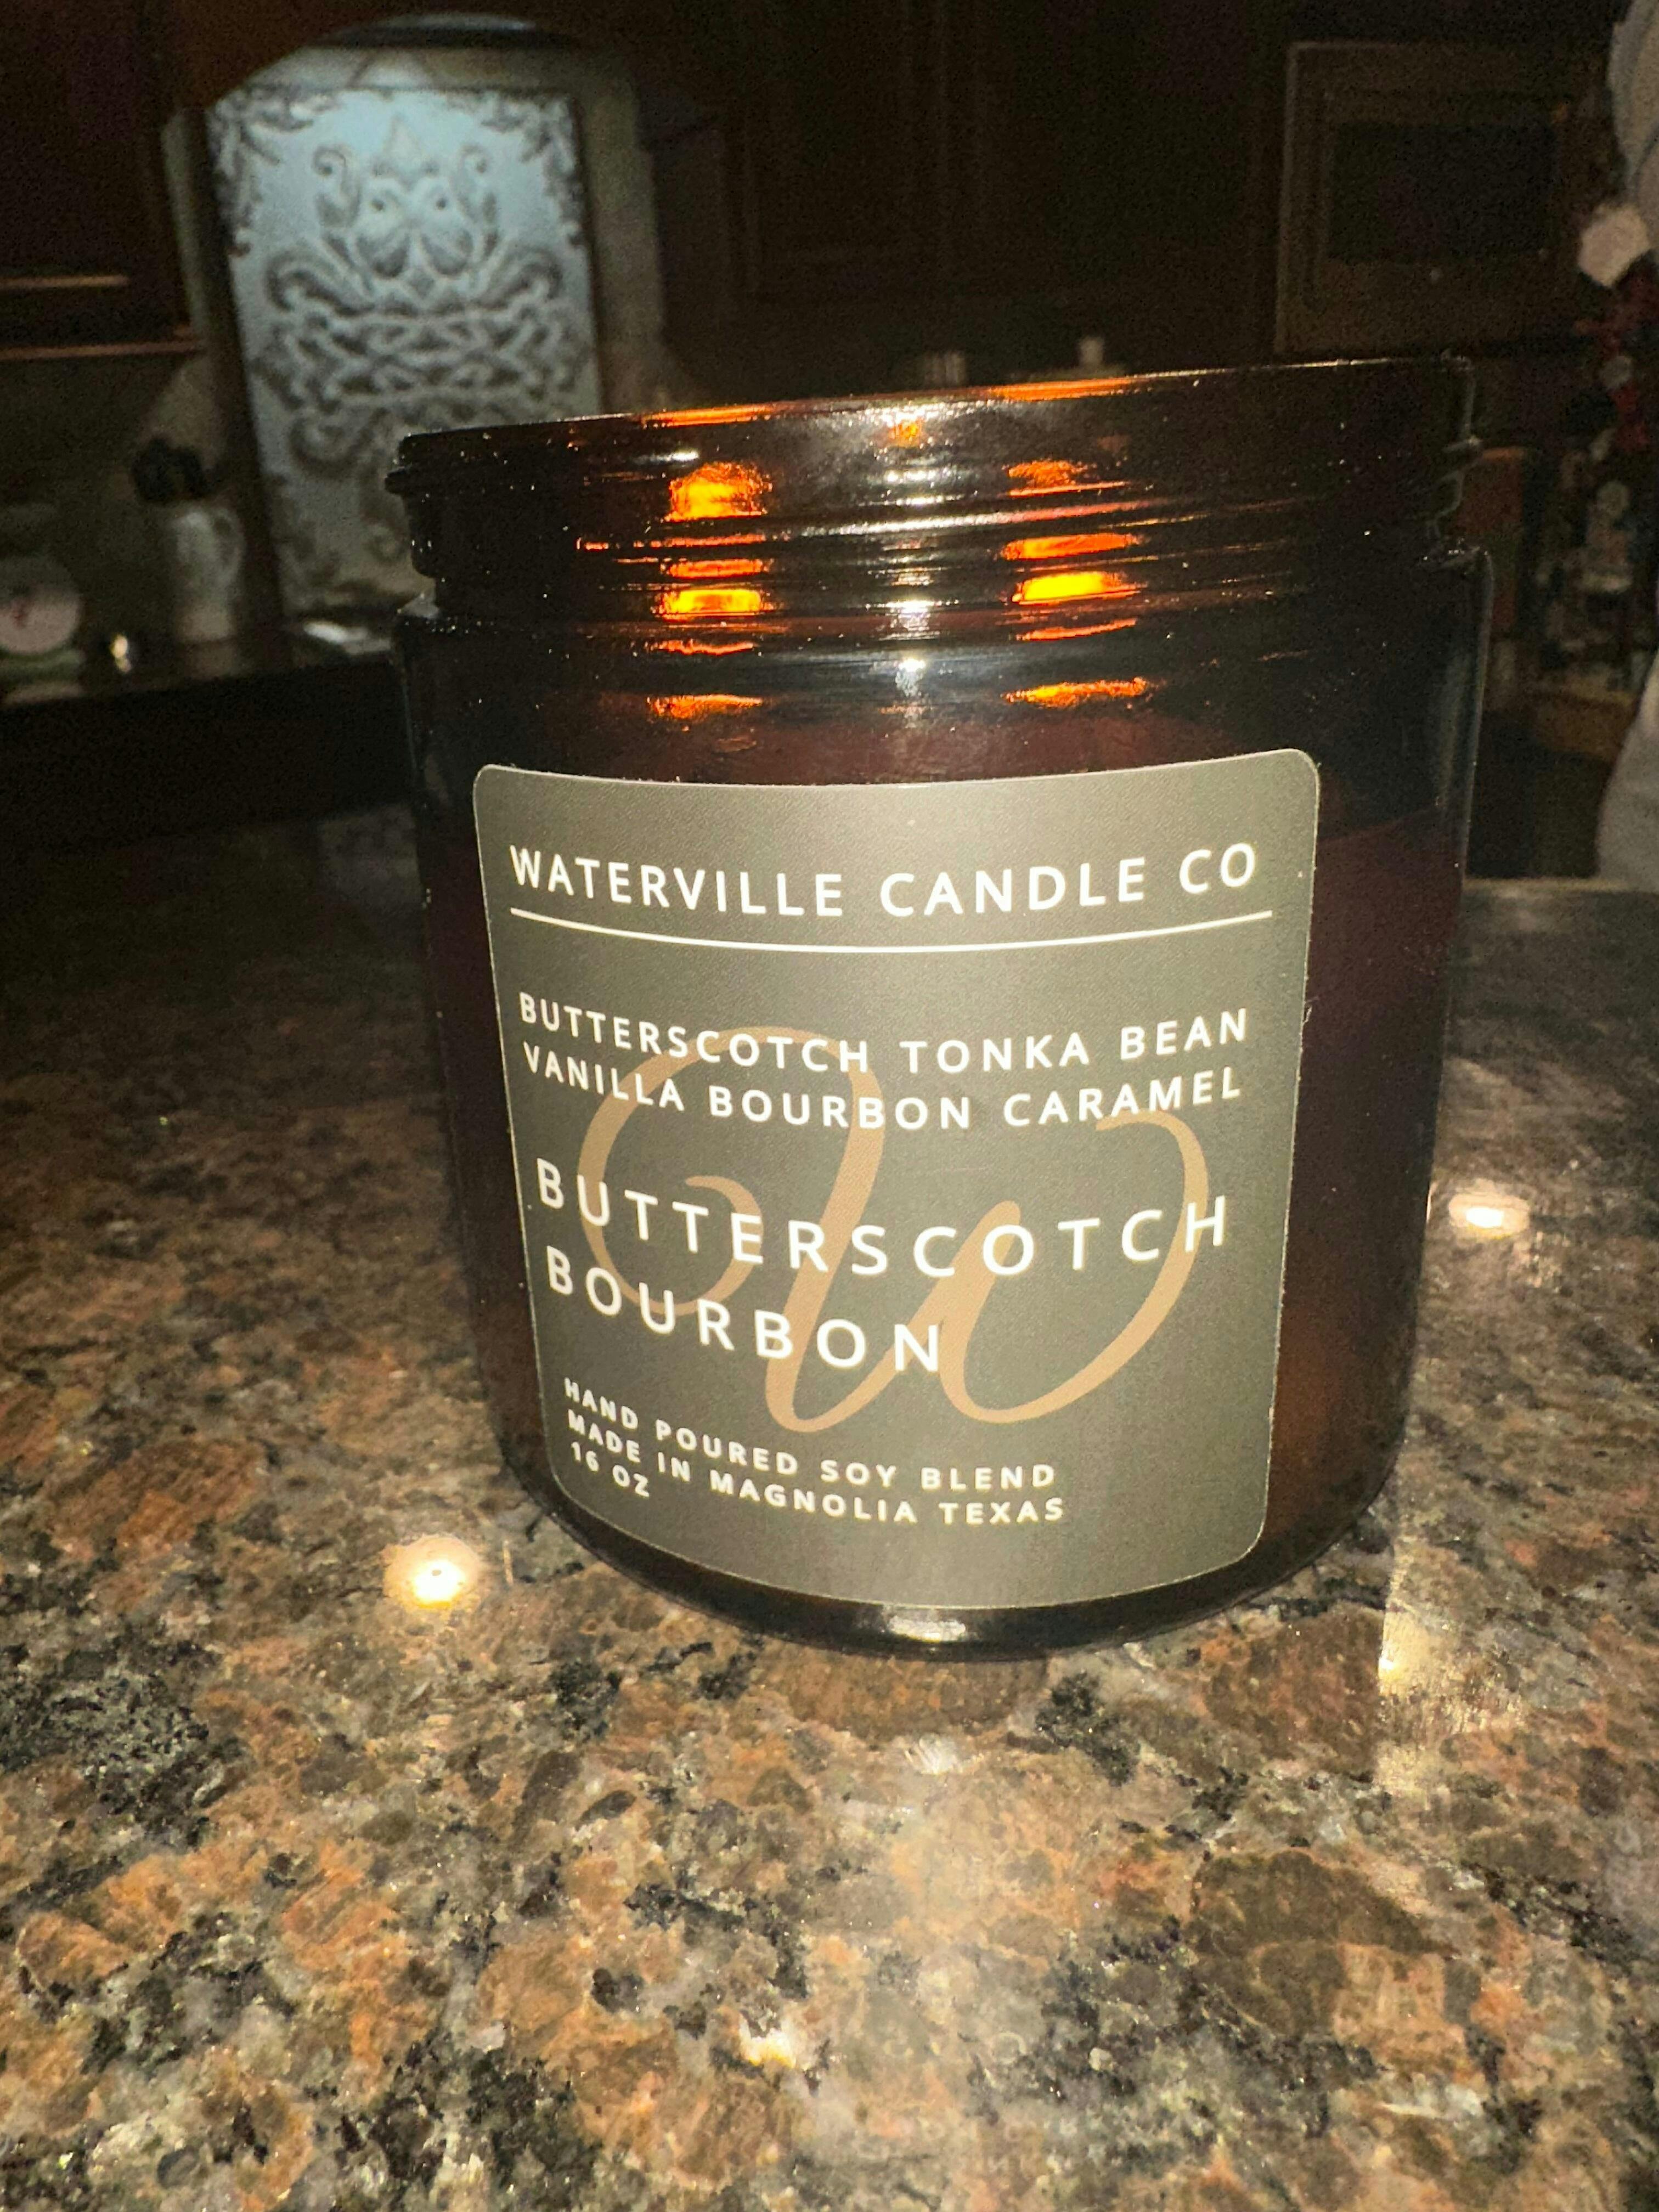 WATERVILLE CANDLE CO
BUTTERSCOTCH TONKA BEAN
VANILLA BOURBON CARAMEL
BUTTERSCOTCH
BOURBON
HAND POURED SOY BLEND
MADE IN MAGNOLIA TEXAS
16 OZ